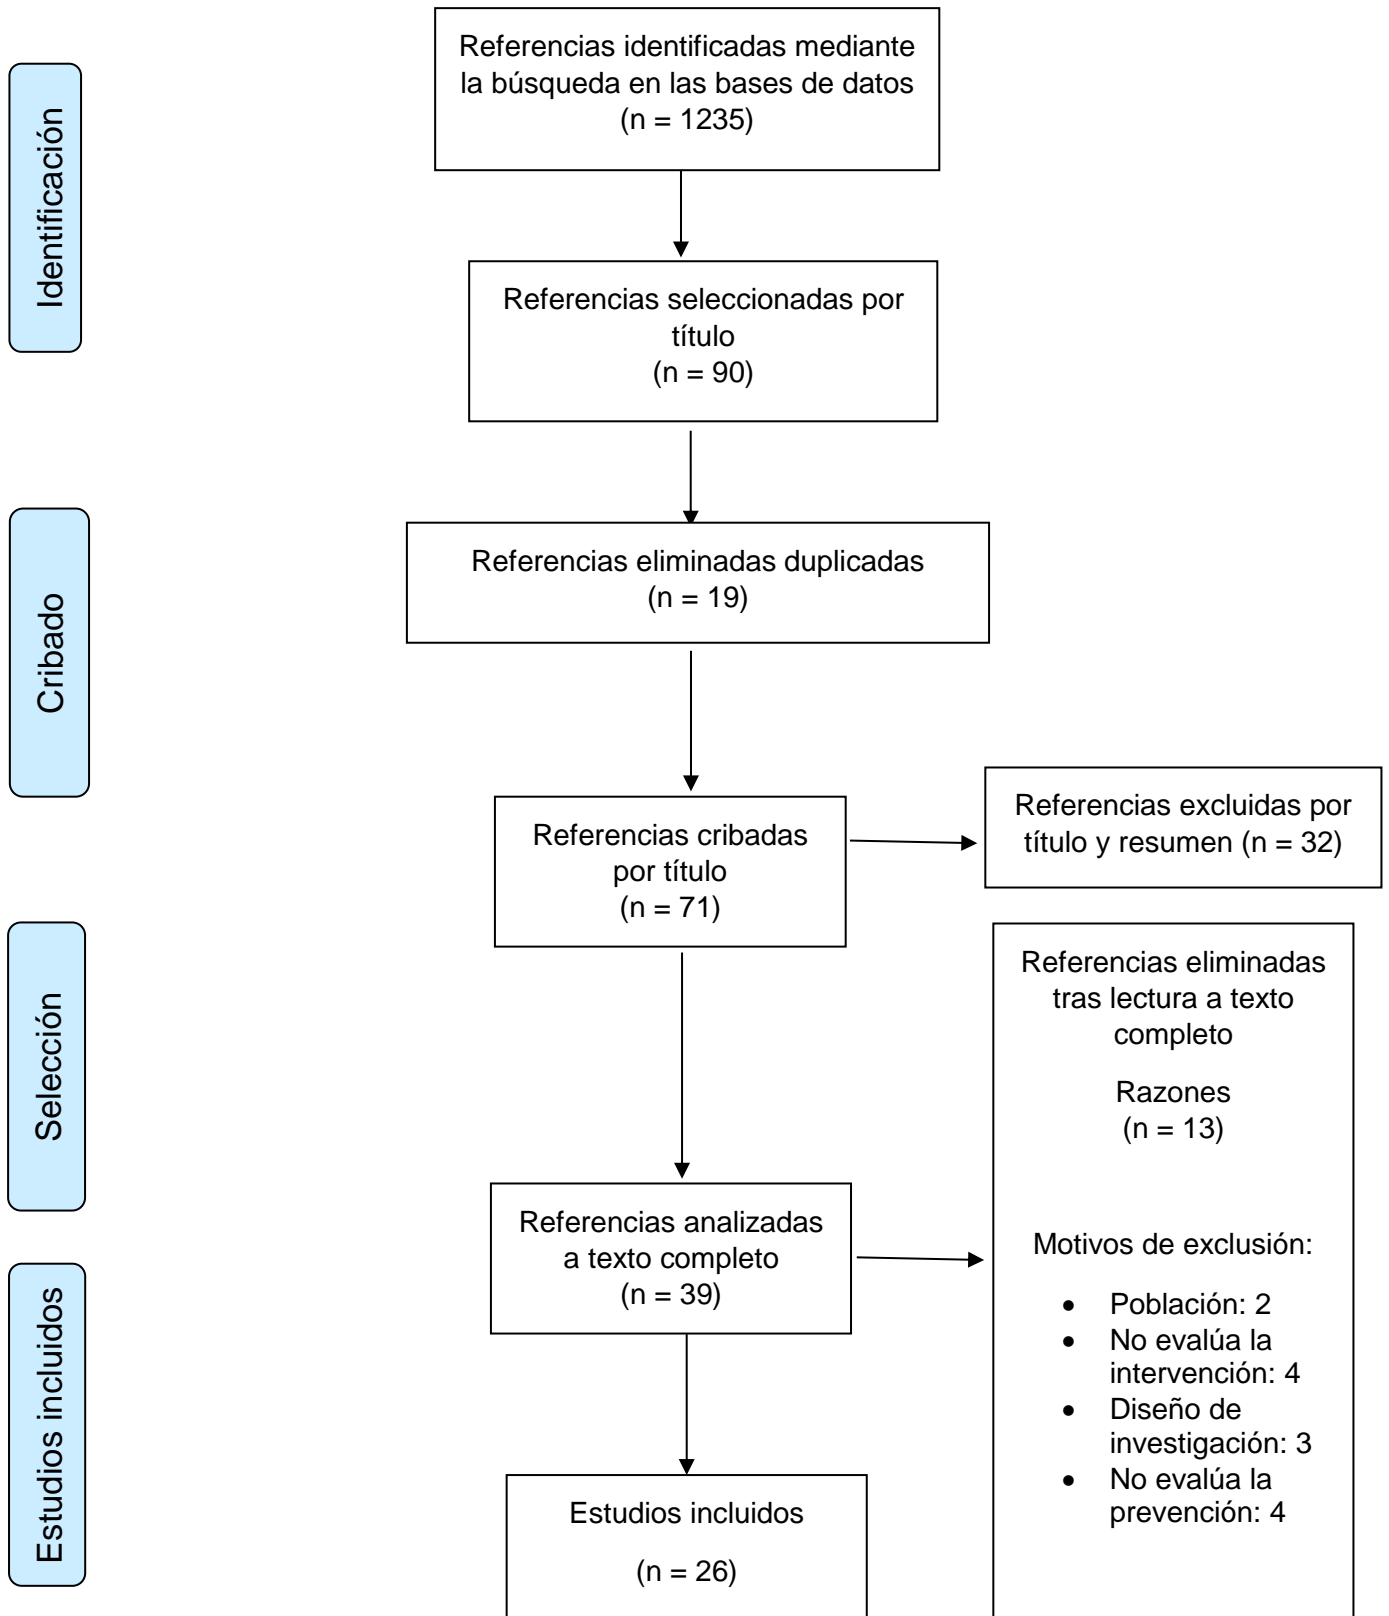 Identificación
Referencias identificadas mediante
la búsqueda en las bases de datos
(n = 1235)
Referencias seleccionadas por
título
(n = 90)
Cribado
Referencias eliminadas duplicadas
(n = 19)
Referencias cribadas
por título
(n = 71)
Referencias excluidas por
título y resumen (n = 32)
Selección
Referencias analizadas
a texto completo
(n = 39)
Referencias eliminadas
tras lectura a texto
completo
Razones
(n = 13)
Motivos de exclusión:
• Población: 2
• No evalúa la
intervención: 4
• Diseño de
investigación: 3
• No evalúa la
prevención: 4
Estudios incluidos
Estudios incluidos
(n = 26)